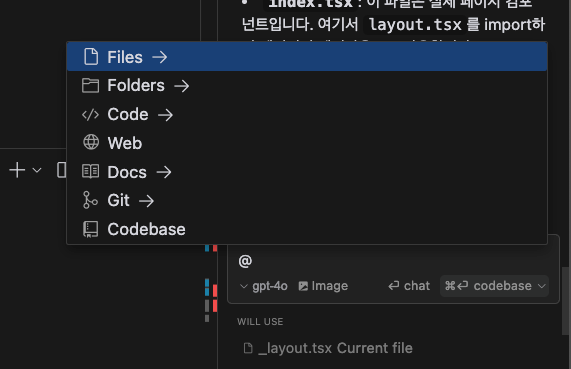 index.tsx : 이 파일은 실제 페이지 컴포
넌트입니다. 여기서 layout.tsx 를 import하
Files →
Folders →
Code →
Web
Docs →
Git →
Codebase
@
gpt-4o Image ⏎ chat ⌘⏎ codebase
WILL USE
_layout.tsx Current file